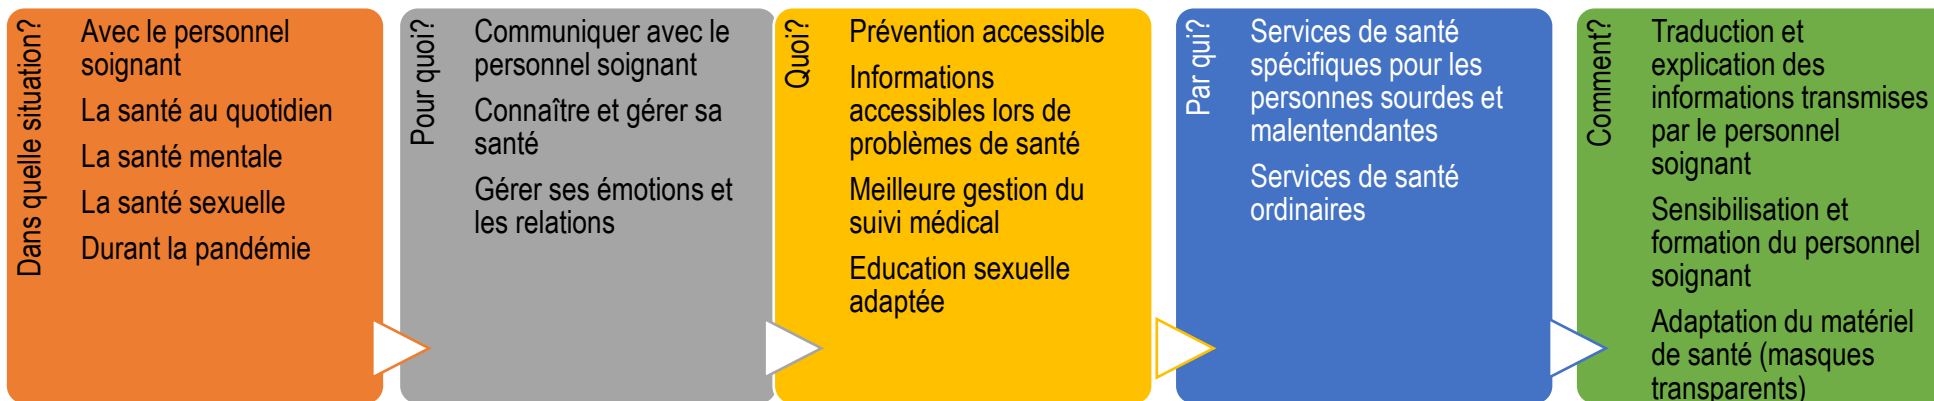 Dans quelle situation?
Avec le personnel
soignant
La santé au quotidien
La santé mentale
La santé sexuelle
Durant la pandémie
Pour quoi?
Communiquer avec le
personnel soignant
Connaître et gérer sa
santé
Gérer ses émotions et
les relations
Quoi?
Prévention accessible
Informations
accessibles lors de
problèmes de santé
Meilleure gestion du
suivi médical
Education sexuelle
adaptée
Par qui?
Services de santé
spécifiques pour les
personnes sourdes et
malentendantes
Services de santé
ordinaires
Comment?
Traduction et
explication des
informations transmises
par le personnel
soignant
Sensibilisation et
formation du personnel
soignant
Adaptation du matériel
de santé (masques
transparents)